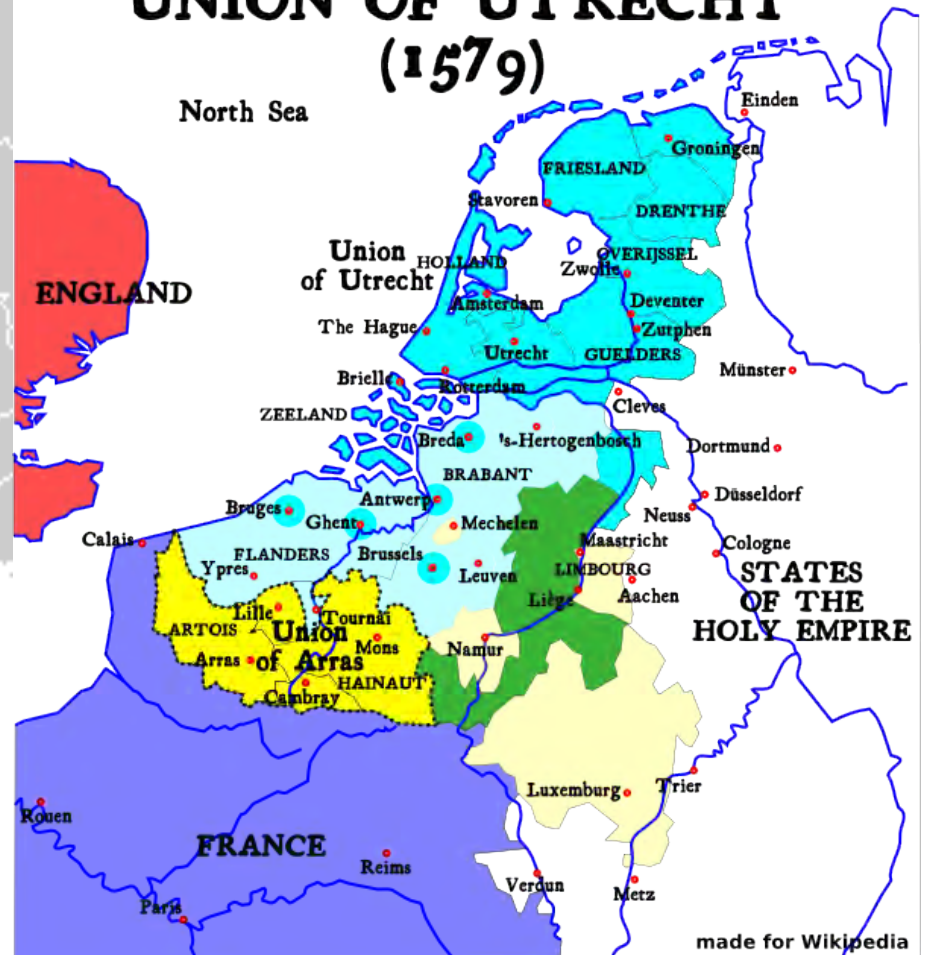 UNION OF UTRECHT
(1579)
North Sea
Einden
Groningen
FRIESLAND
Stavoren
DRENTHE
Union
of Utrecht
HOLLAND
OVERIJSSEL
Zwolle
ENGLAND
Amsterdam
Deventer
The Hague
Zutphen
Utrecht
GUELDERS
Münster
Brielle
Rotterdam
Cleves
ZEELAND
Breda
's-Hertogenbosch
Dortmund
BRABANT
Antwerp
Düsseldorf
Bruges
Neuss
Ghent
Mechelen
Calais
Maastricht
Cologne
FLANDERS
Brussels
Ypres
Leuven
LIMBOURG
STATES
OF THE
HOLY EMPIRE
Liège
Aachen
Lille
Tournai
ARTOIS
Union
of Arras
Mons
Namur
Arras
HAINAUT
Cambray
Luxemburg
Trier
Rouen
FRANCE
Reims
Verdun
Metz
Paris
made for Wikipedia